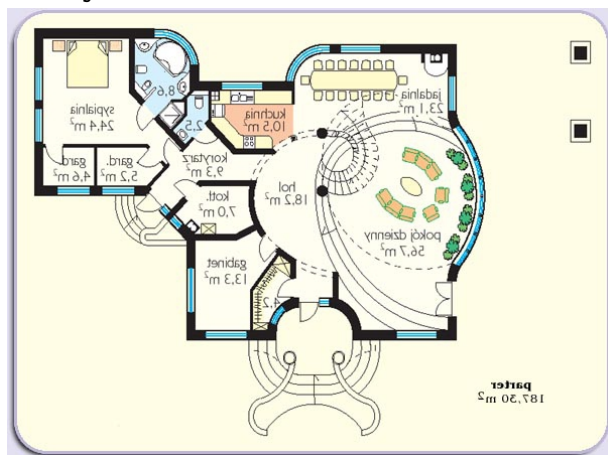 jadalnia
23,1 m²
8,6
sypialnia
24,4 m²
2,5
kuchnia
10,5 m²
gard.
4,6 m²
gard.
5,2 m²
korytarz
9,3 m²
kotł.
7,0 m²
hol
18,2 m²
pokój dzienny
56,7 m²
gabinet
13,3 m²
4,2
parter
187,30 m²